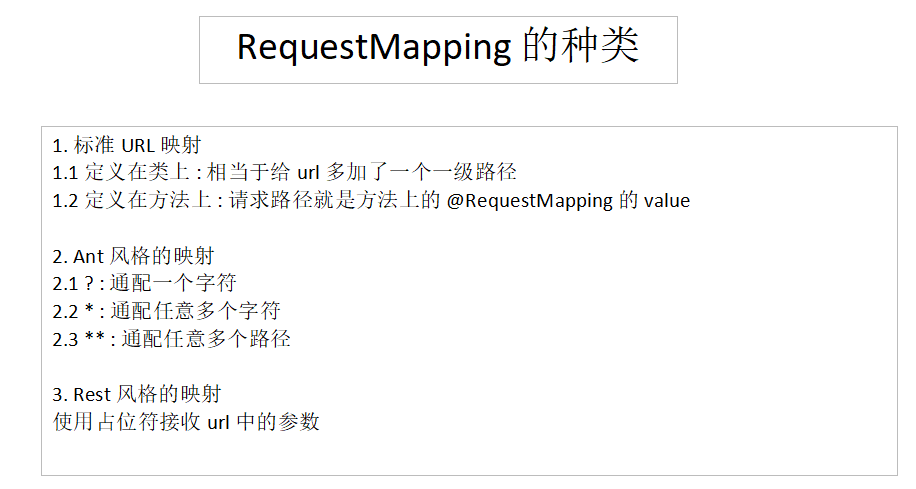 RequestMapping 的种类
1. 标准 URL 映射
1.1 定义在类上 : 相当于给 url 多加了一个一级路径
1.2 定义在方法上 : 请求路径就是方法上的 @RequestMapping 的 value
2. Ant 风格的映射
2.1 ? : 通配一个字符
2.2 * : 通配任意多个字符
2.3 ** : 通配任意多个路径
3. Rest 风格的映射
使用占位符接收 url 中的参数